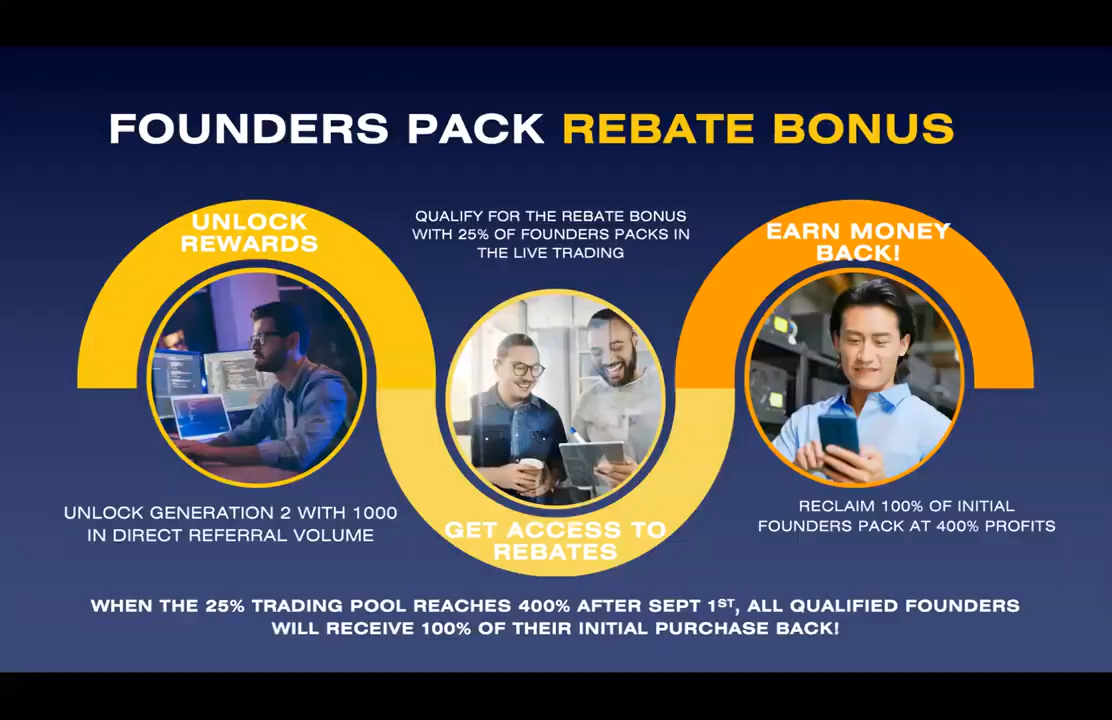 FOUNDERS PACK REBATE BONUS
UNLOCK
REWARDS
UNLOCK GENERATION 2 WITH 1000
IN DIRECT REFERRAL VOLUME
QUALIFY FOR THE REBATE BONUS
WITH 25% OF FOUNDERS PACKS IN
THE LIVE TRADING
GET ACCESS TO
REBATES
EARN MONEY
BACK!
RECLAIM 100% OF INITIAL
FOUNDERS PACK AT 400% PROFITS
WHEN THE 25% TRADING POOL REACHES 400% AFTER SEPT 1ST, ALL QUALIFIED FOUNDERS
WILL RECEIVE 100% OF THEIR INITIAL PURCHASE BACK!